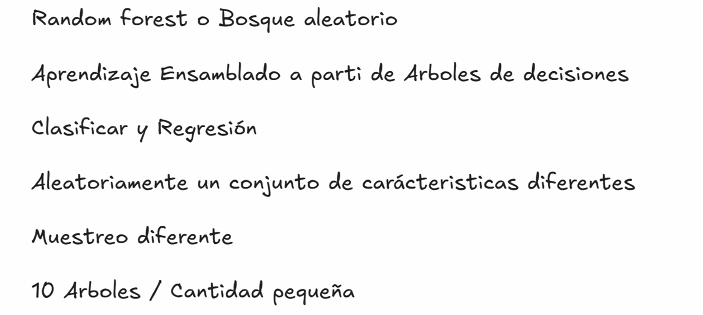 Random forest o Bosque aleatorio
Aprendizaje Ensamblado a parti de Arboles de decisiones
Clasificar y Regresión
Aleatoriamente un conjunto de carácteristicas diferentes
Muestreo diferente
10 Arboles / Cantidad pequeña